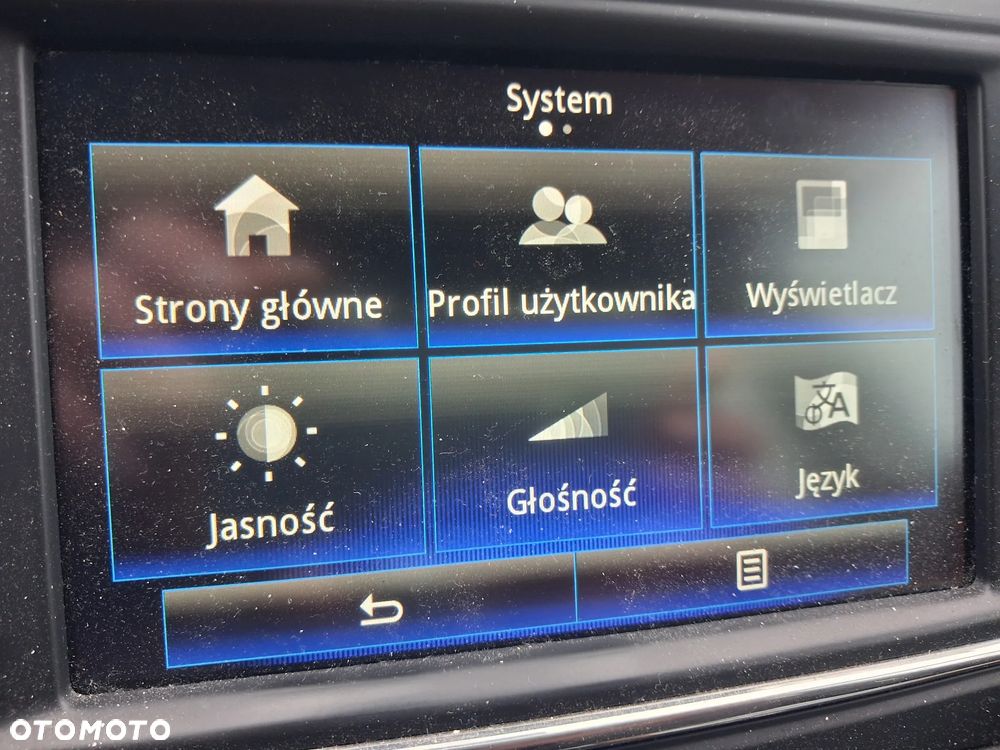 System
Strony główne
Profil użytkownika
Wyświetlacz
Jasność
Głośność
Język
OTOMOTO